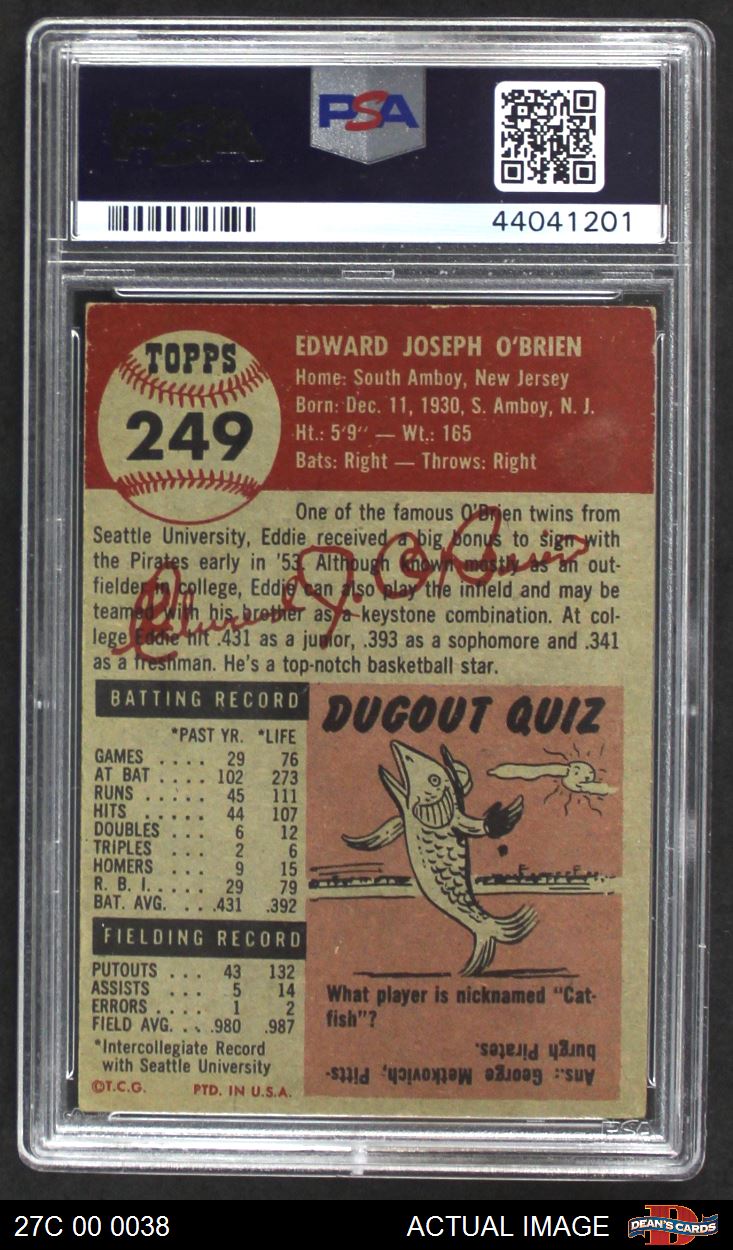 PSA
PSA
44041201
TOPPS
249
EDWARD JOSEPH O'BRIEN
Home: South Amboy, New Jersey
Born: Dec. 11, 1930, S. Amboy, N. J.
Ht.: 5'9" — Wt.: 165
Bats: Right — Throws: Right
One of the famous O'Brien twins from
Seattle University, Eddie received a big bonus to sign with
the Pirates early in '53. Although known mostly as an out-
fielder in college, Eddie can also play the infield and may be
teamed with his brother as a keystone combination. At col-
lege Eddie hit .431 as a junior, .393 as a sophomore and .341
as a freshman. He's a top-notch basketball star.
Edward J. O'Brien
BATTING RECORD
*PAST YR. *LIFE
GAMES .... 29 76
AT BAT .... 102 273
RUNS ..... 45 111
HITS ..... 44 107
DOUBLES ... 6 12
TRIPLES ... 2 6
HOMERS ... 9 15
R. B. I. .... 29 79
BAT. AVG. ... .431 .392
FIELDING RECORD
PUTOUTS ... 43 132
ASSISTS ... 5 14
ERRORS .... 1 2
FIELD AVG. .. .980 .987
*Intercollegiate Record
with Seattle University
©T.C.G. PTD. IN U.S.A.
DUGOUT QUIZ
What player is nicknamed "Cat-
fish"?
Ans.: George Metkovich, Pitts-
burgh Pirates.
PSA
27C 00 0038
ACTUAL IMAGE
D
DEAN'S CARDS